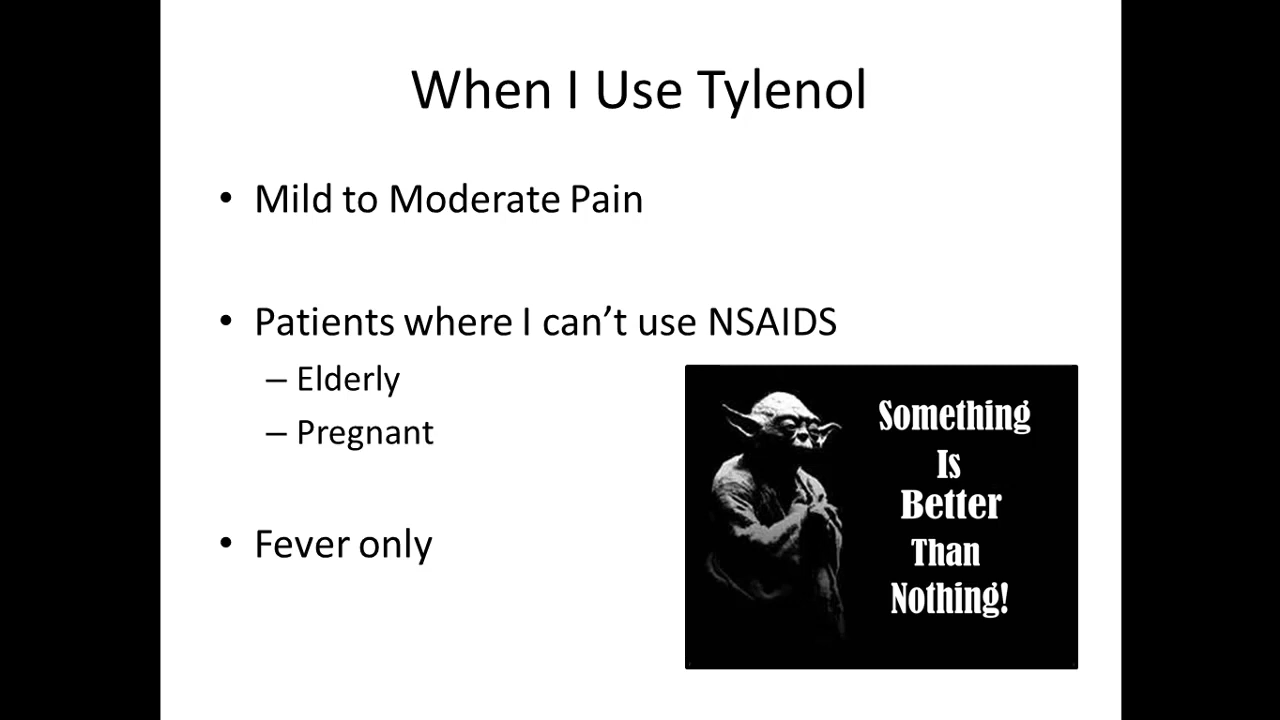 When I Use Tylenol
• Mild to Moderate Pain
• Patients where I can’t use NSAIDS
– Elderly
– Pregnant
• Fever only
Something
Is
Better
Than
Nothing!